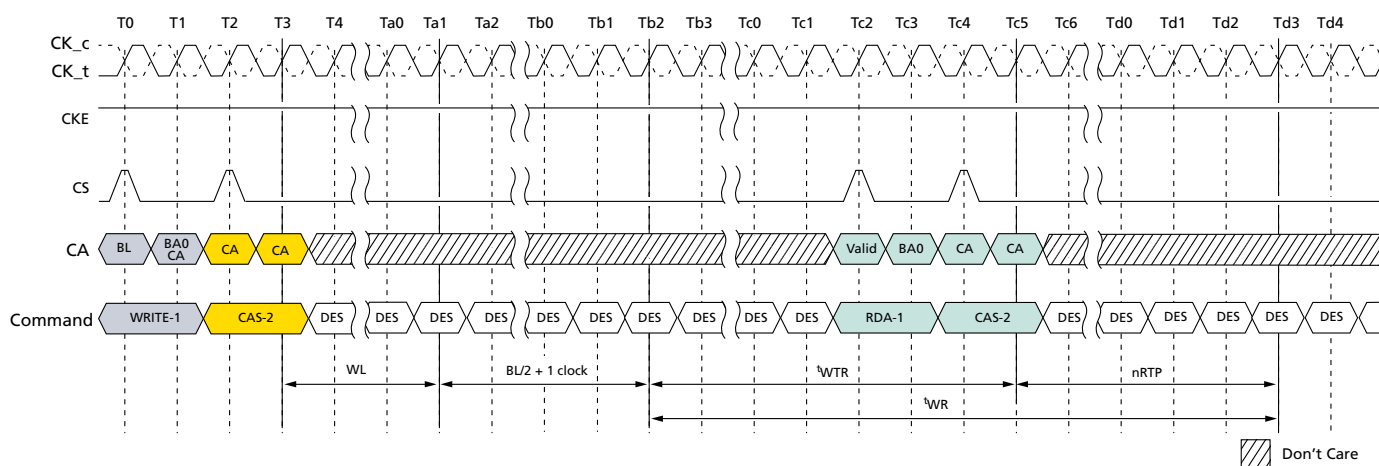 T0 T1 T2 T3 T4 Ta0 Ta1 Ta2 Tb0 Tb1 Tb2 Tb3 Tc0 Tc1 Tc2 Tc3 Tc4 Tc5 Tc6 Td0 Td1 Td2 Td3 Td4
CK_c
CK_t
CKE
CS
CA BL BA0 CA CA CA Valid BA0 CA CA
Command WRITE-1 CAS-2 DES DES DES DES DES DES DES DES DES DES RDA-1 CAS-2 DES DES DES DES DES DES
WL BL/2 + 1 clock tWTR nRTP
tWR
Don't Care